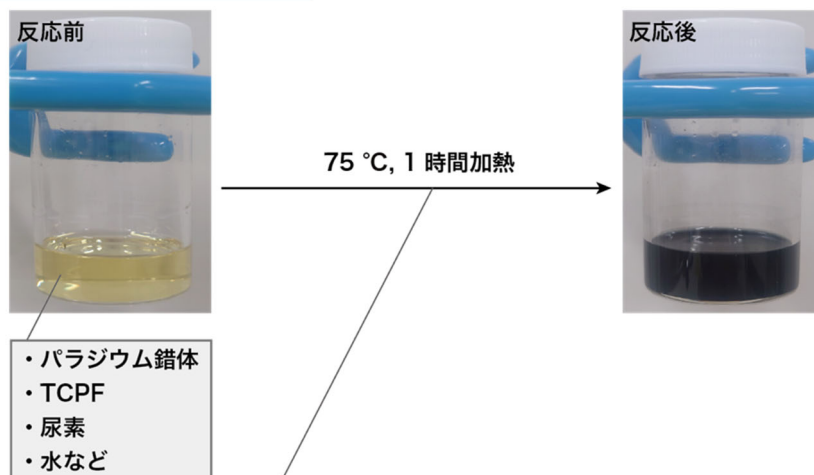 反応前
反応後
75 °C, 1 時間加熱
・パラジウム錯体
・TCPF
・尿素
・水など